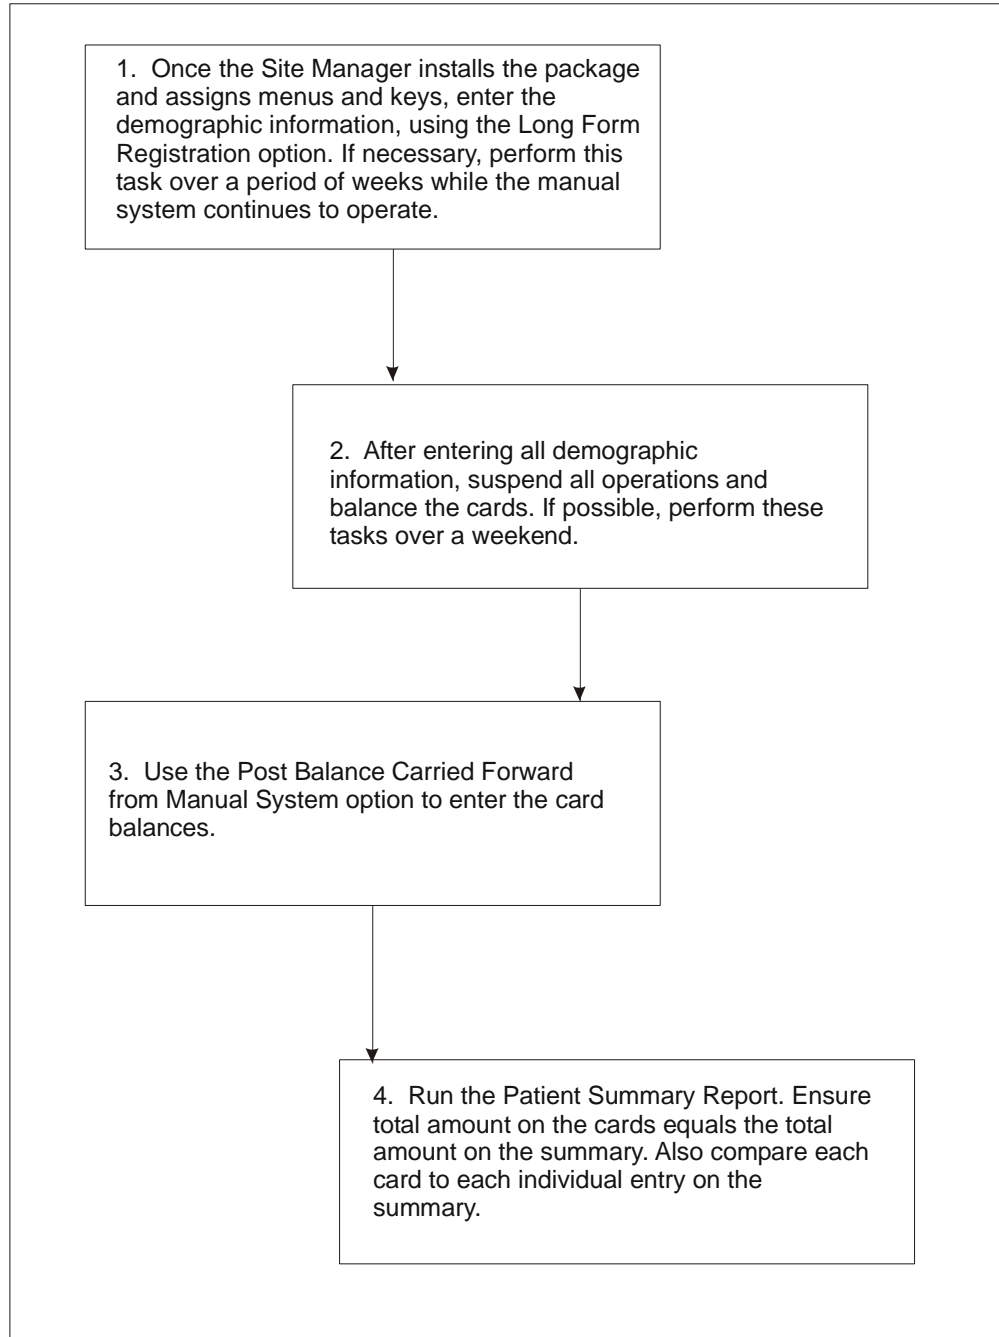 1. Once the Site Manager installs the package
and assigns menus and keys, enter the
demographic information, using the Long Form
Registration option. If necessary, perform this
task over a period of weeks while the manual
system continues to operate.
2. After entering all demographic
information, suspend all operations and
balance the cards. If possible, perform these
tasks over a weekend.
3. Use the Post Balance Carried Forward
from Manual System option to enter the card
balances.
4. Run the Patient Summary Report. Ensure
total amount on the cards equals the total
amount on the summary. Also compare each
card to each individual entry on the
summary.